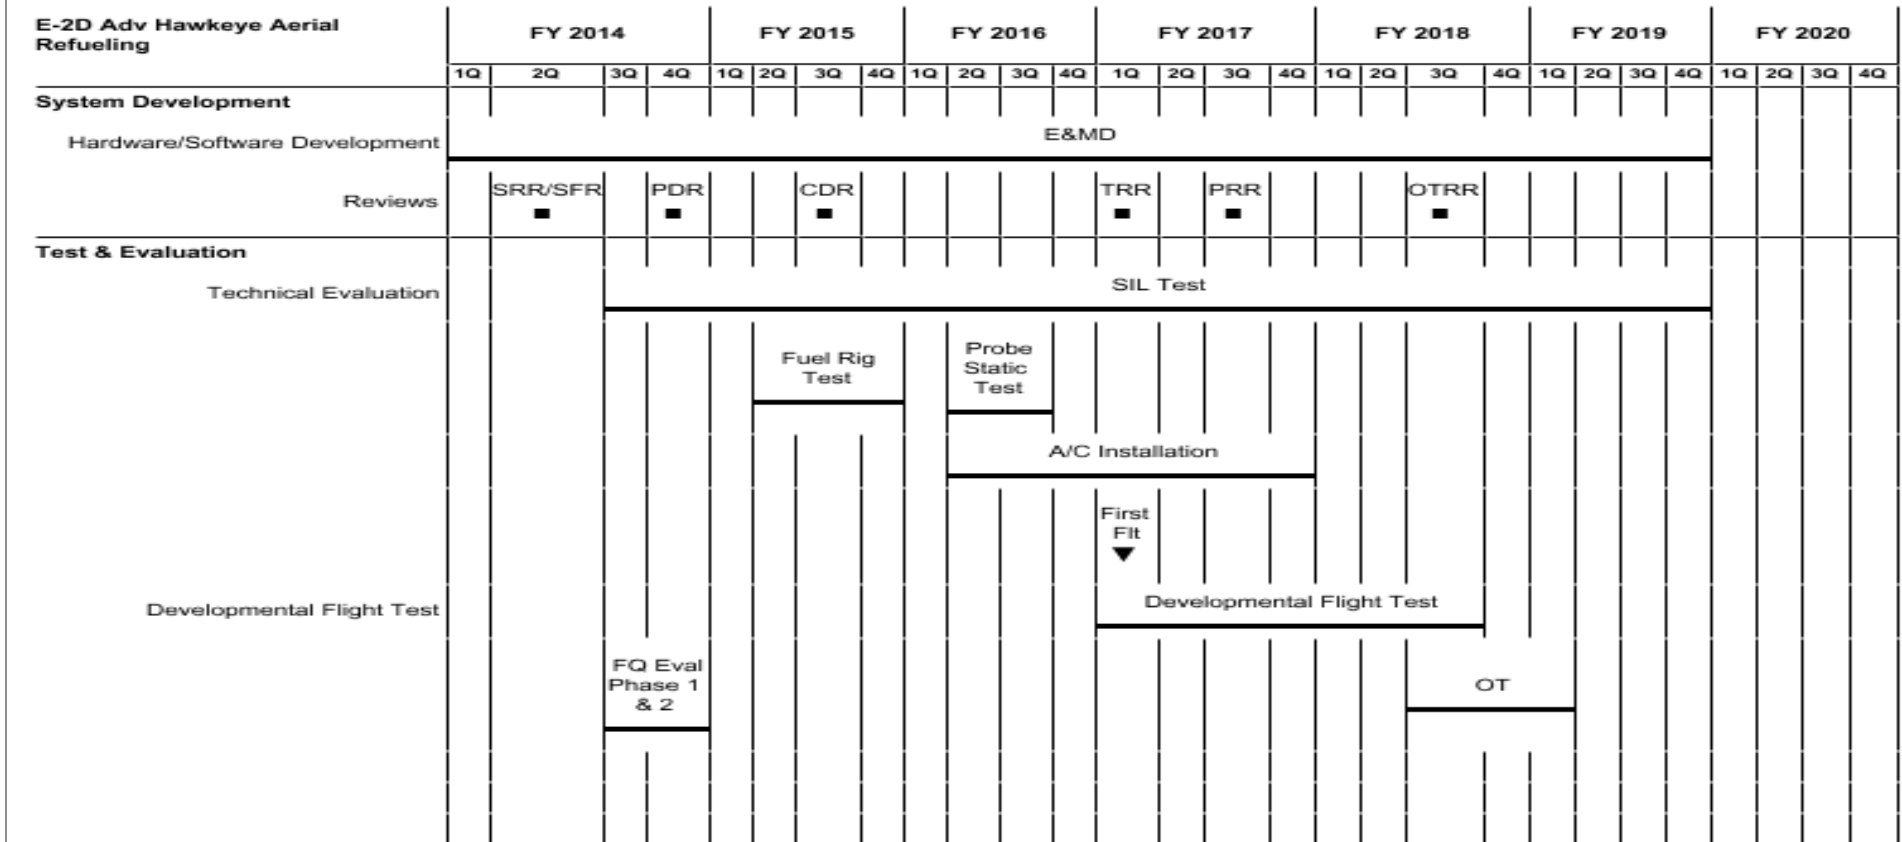 E-2D Adv Hawkeye Aerial
Refueling
FY 2014 FY 2015 FY 2016 FY 2017 FY 2018 FY 2019 FY 2020
1Q 2Q 3Q 4Q 1Q 2Q 3Q 4Q 1Q 2Q 3Q 4Q 1Q 2Q 3Q 4Q 1Q 2Q 3Q 4Q 1Q 2Q 3Q 4Q 1Q 2Q 3Q 4Q
System Development
E&MD
Hardware/Software Development
SRR/SFR PDR CDR TRR PRR OTRR
Reviews
Test & Evaluation
SIL Test
Technical Evaluation
Fuel Rig
Test
Probe
Static
Test
A/C Installation
First
Flt
Developmental Flight Test
Developmental Flight Test
FQ Eval
Phase 1
& 2
OT